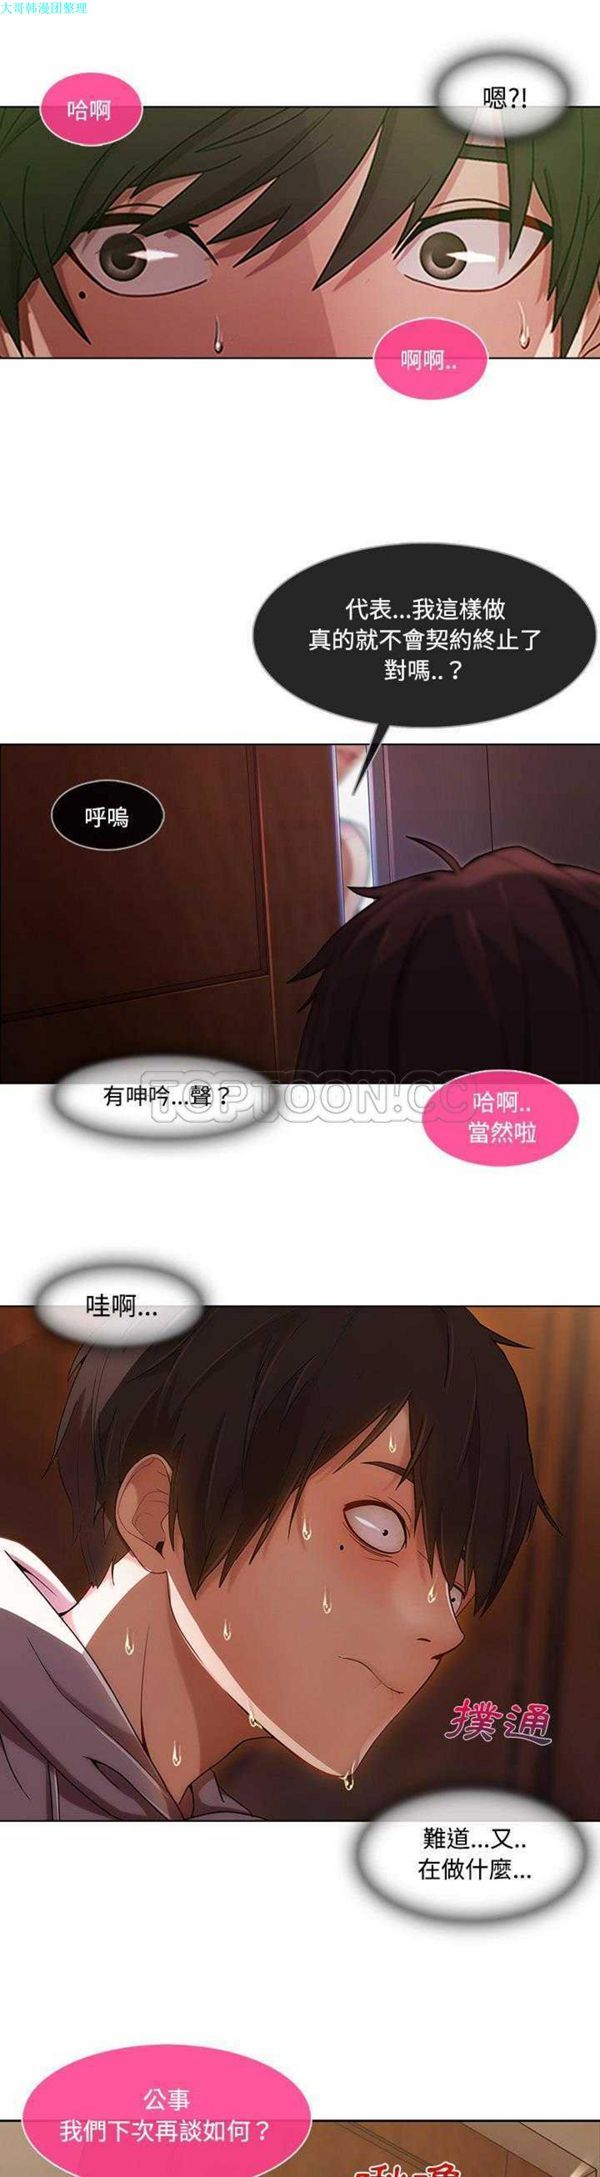 大哥韩漫团整理
嗯?!
哈啊
啊啊..
代表...我這樣做
真的就不會契約終止了
對嗎..？
呼嗚
有呻吟...聲？
TOPTOON.CC
哈啊..
當然啦
哇啊...
撲通
難道...又..
在做什麼...
公事
我們下次再談如何？